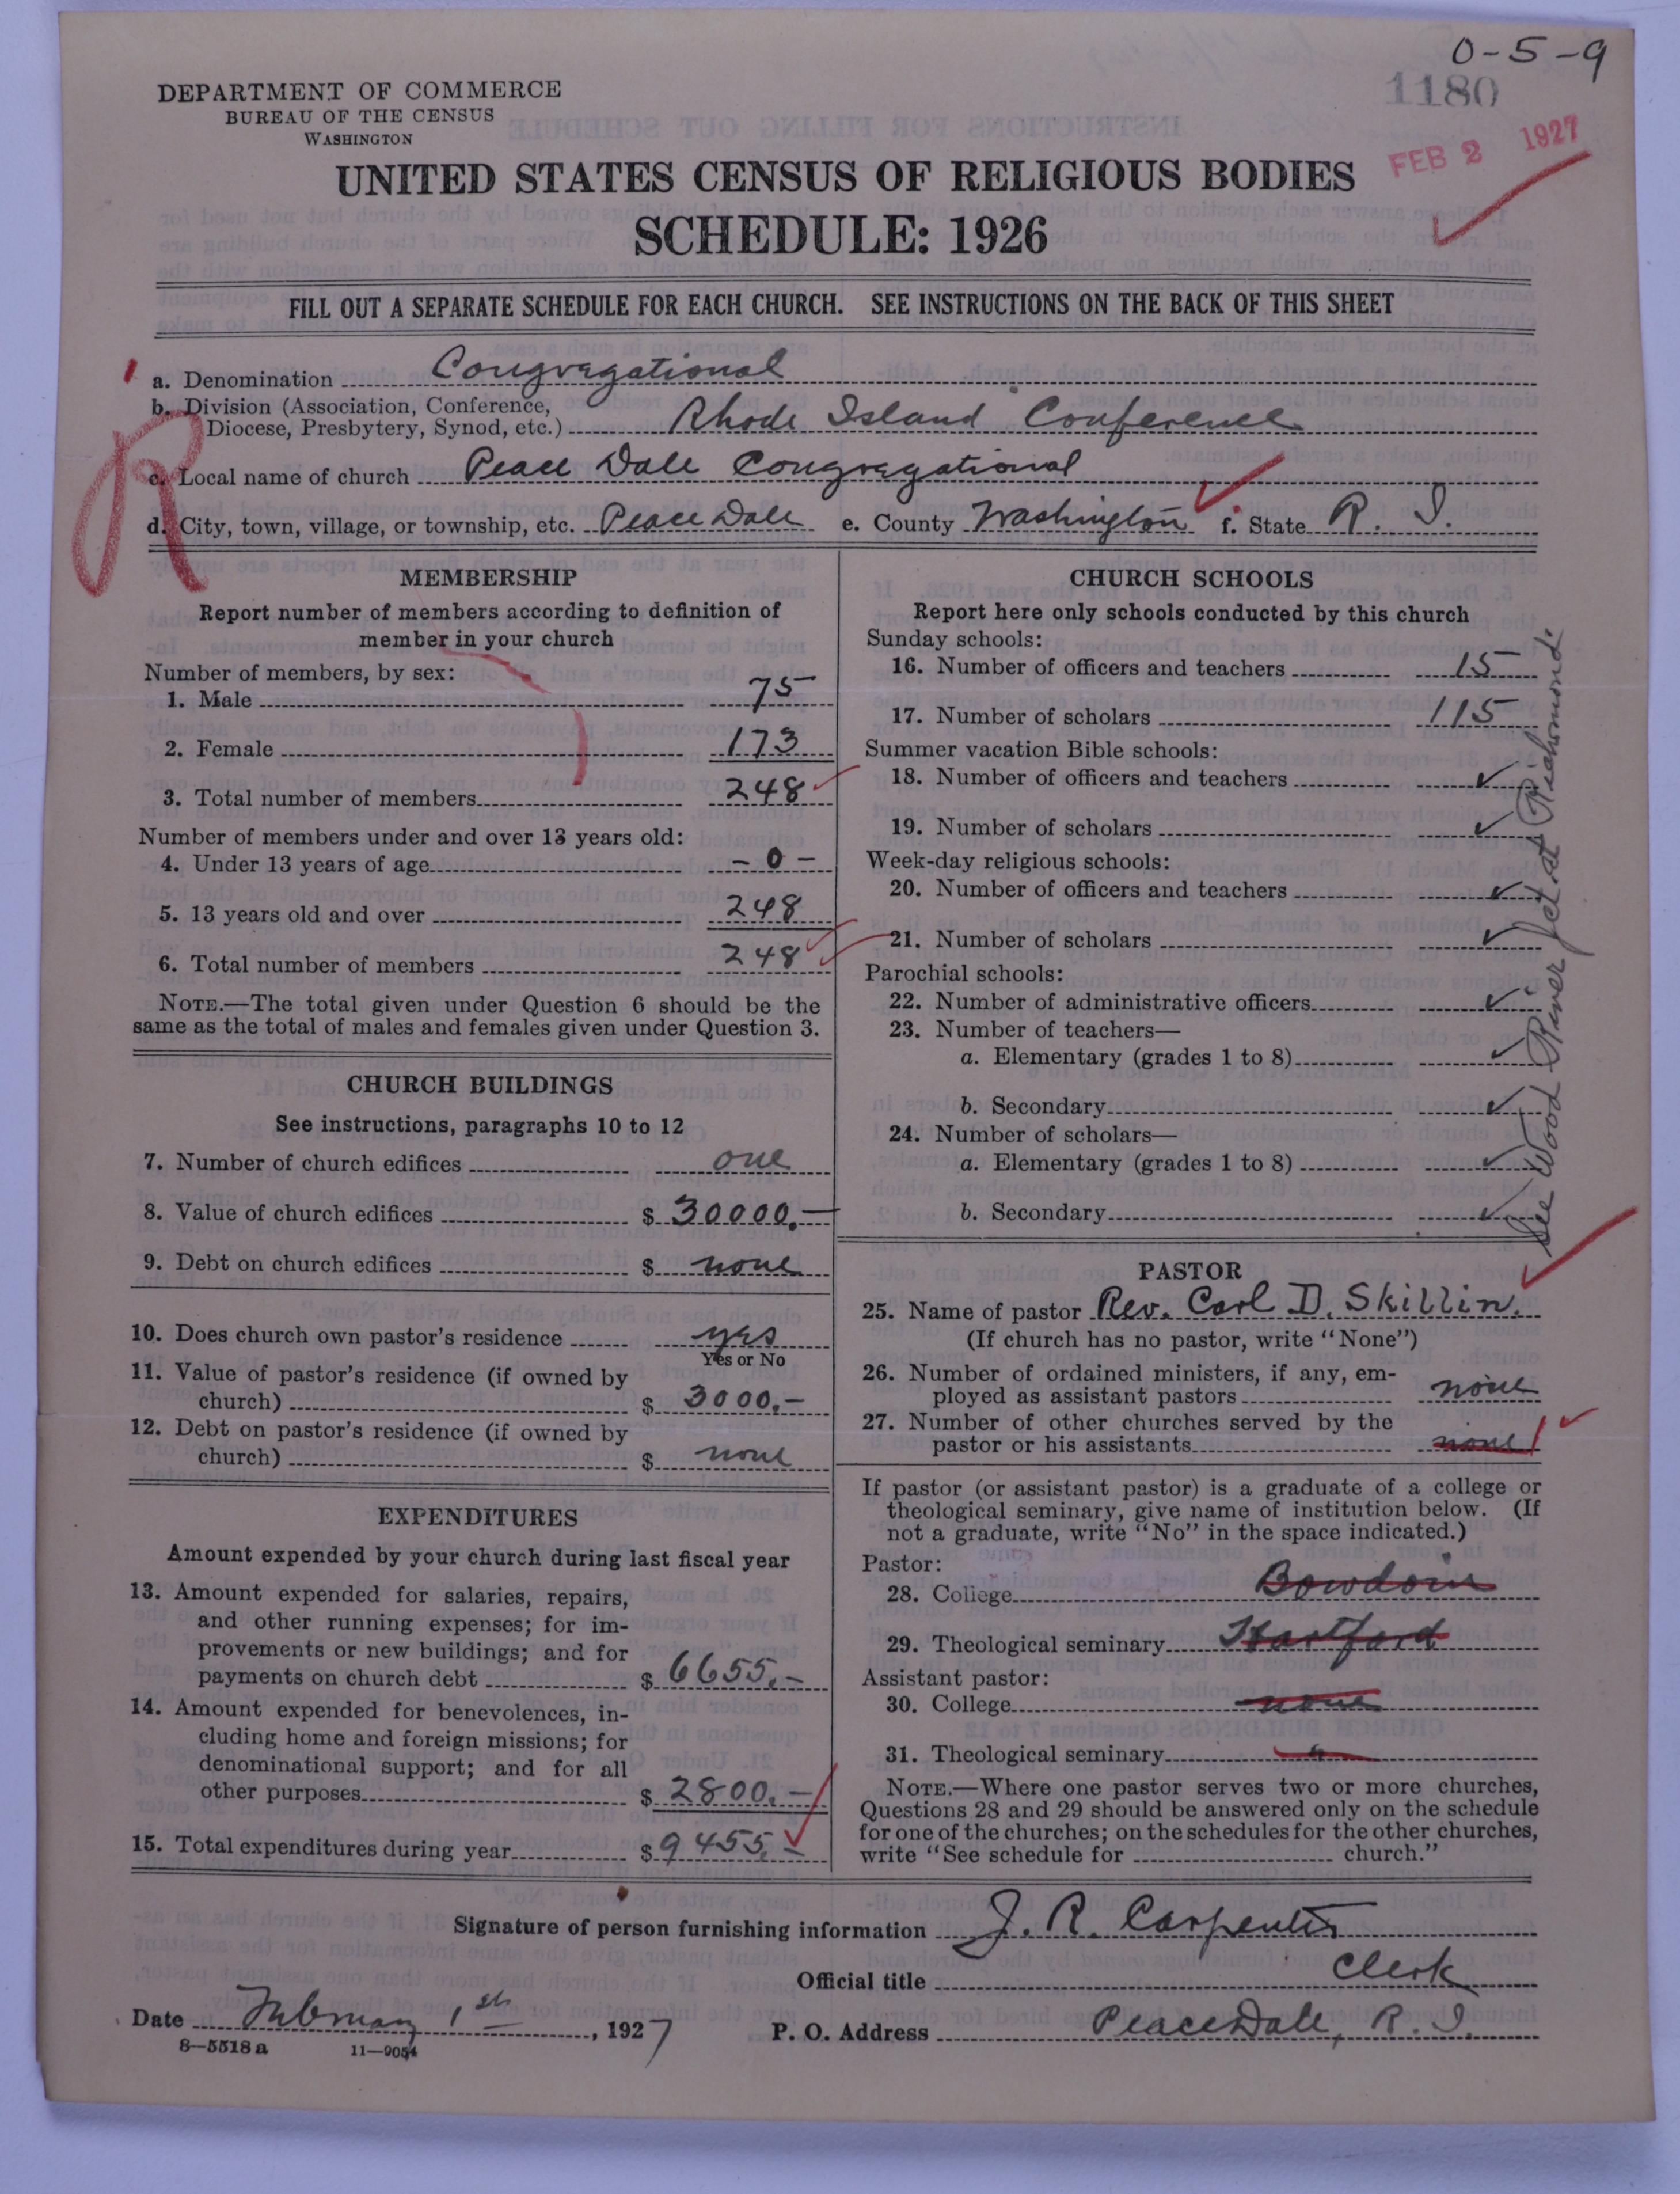 0-5-9
1180
DEPARTMENT OF COMMERCE
BUREAU OF THE CENSUS
WASHINGTON
FEB 2 1927
UNITED STATES CENSUS OF RELIGIOUS BODIES
SCHEDULE: 1926
FILL OUT A SEPARATE SCHEDULE FOR EACH CHURCH. SEE INSTRUCTIONS ON THE BACK OF THIS SHEET
a. Denomination Congregational
b. Division (Association, Conference,
Diocese, Presbytery, Synod, etc.) Rhode Island Conference
R
c. Local name of church Peace Dale Congregational
d. City, town, village, or township, etc. Peace Dale e. County Washington f. State R. I.
MEMBERSHIP
Report number of members according to definition of
member in your church
Number of members, by sex:
1. Male 75
2. Female 173
3. Total number of members 248
Number of members under and over 13 years old:
4. Under 13 years of age - 0 -
5. 13 years old and over 248
6. Total number of members 248
NOTE.—The total given under Question 6 should be the
same as the total of males and females given under Question 3.
CHURCH BUILDINGS
See instructions, paragraphs 10 to 12
7. Number of church edifices one
8. Value of church edifices $ 30000.—
9. Debt on church edifices $ none
10. Does church own pastor's residence yes
Yes or No
11. Value of pastor's residence (if owned by
church) $ 3000.—
12. Debt on pastor's residence (if owned by
church) $ none
EXPENDITURES
Amount expended by your church during last fiscal year
13. Amount expended for salaries, repairs,
and other running expenses; for im-
provements or new buildings; and for
payments on church debt $ 6655.—
14. Amount expended for benevolences, in-
cluding home and foreign missions; for
denominational support; and for all
other purposes $ 2800.—
15. Total expenditures during year $ 9455.—
CHURCH SCHOOLS
Report here only schools conducted by this church
Sunday schools:
16. Number of officers and teachers 15
17. Number of scholars 115
Summer vacation Bible schools:
18. Number of officers and teachers ✓
19. Number of scholars ✓
Week-day religious schools:
20. Number of officers and teachers ✓
21. Number of scholars ✓
Parochial schools:
22. Number of administrative officers ✓
23. Number of teachers—
a. Elementary (grades 1 to 8) ✓
b. Secondary ✓
24. Number of scholars—
a. Elementary (grades 1 to 8) ✓
b. Secondary ✓
See Wood River Jct. at Richmond.
PASTOR
25. Name of pastor Rev. Carl D. Skillin.
(If church has no pastor, write "None")
26. Number of ordained ministers, if any, em-
ployed as assistant pastors none
27. Number of other churches served by the
pastor or his assistants none 1
If pastor (or assistant pastor) is a graduate of a college or
theological seminary, give name of institution below. (If
not a graduate, write "No" in the space indicated.)
Pastor:
28. College Bowdoin
29. Theological seminary Hartford
Assistant pastor:
30. College none
31. Theological seminary
NOTE.—Where one pastor serves two or more churches,
Questions 28 and 29 should be answered only on the schedule
for one of the churches; on the schedules for the other churches,
write "See schedule for church."
Signature of person furnishing information J. R. Carpenter
Official title Clerk
Date February 1st, 1927 P. O. Address Peace Dale, R. I.
8—5518 a 11—9054